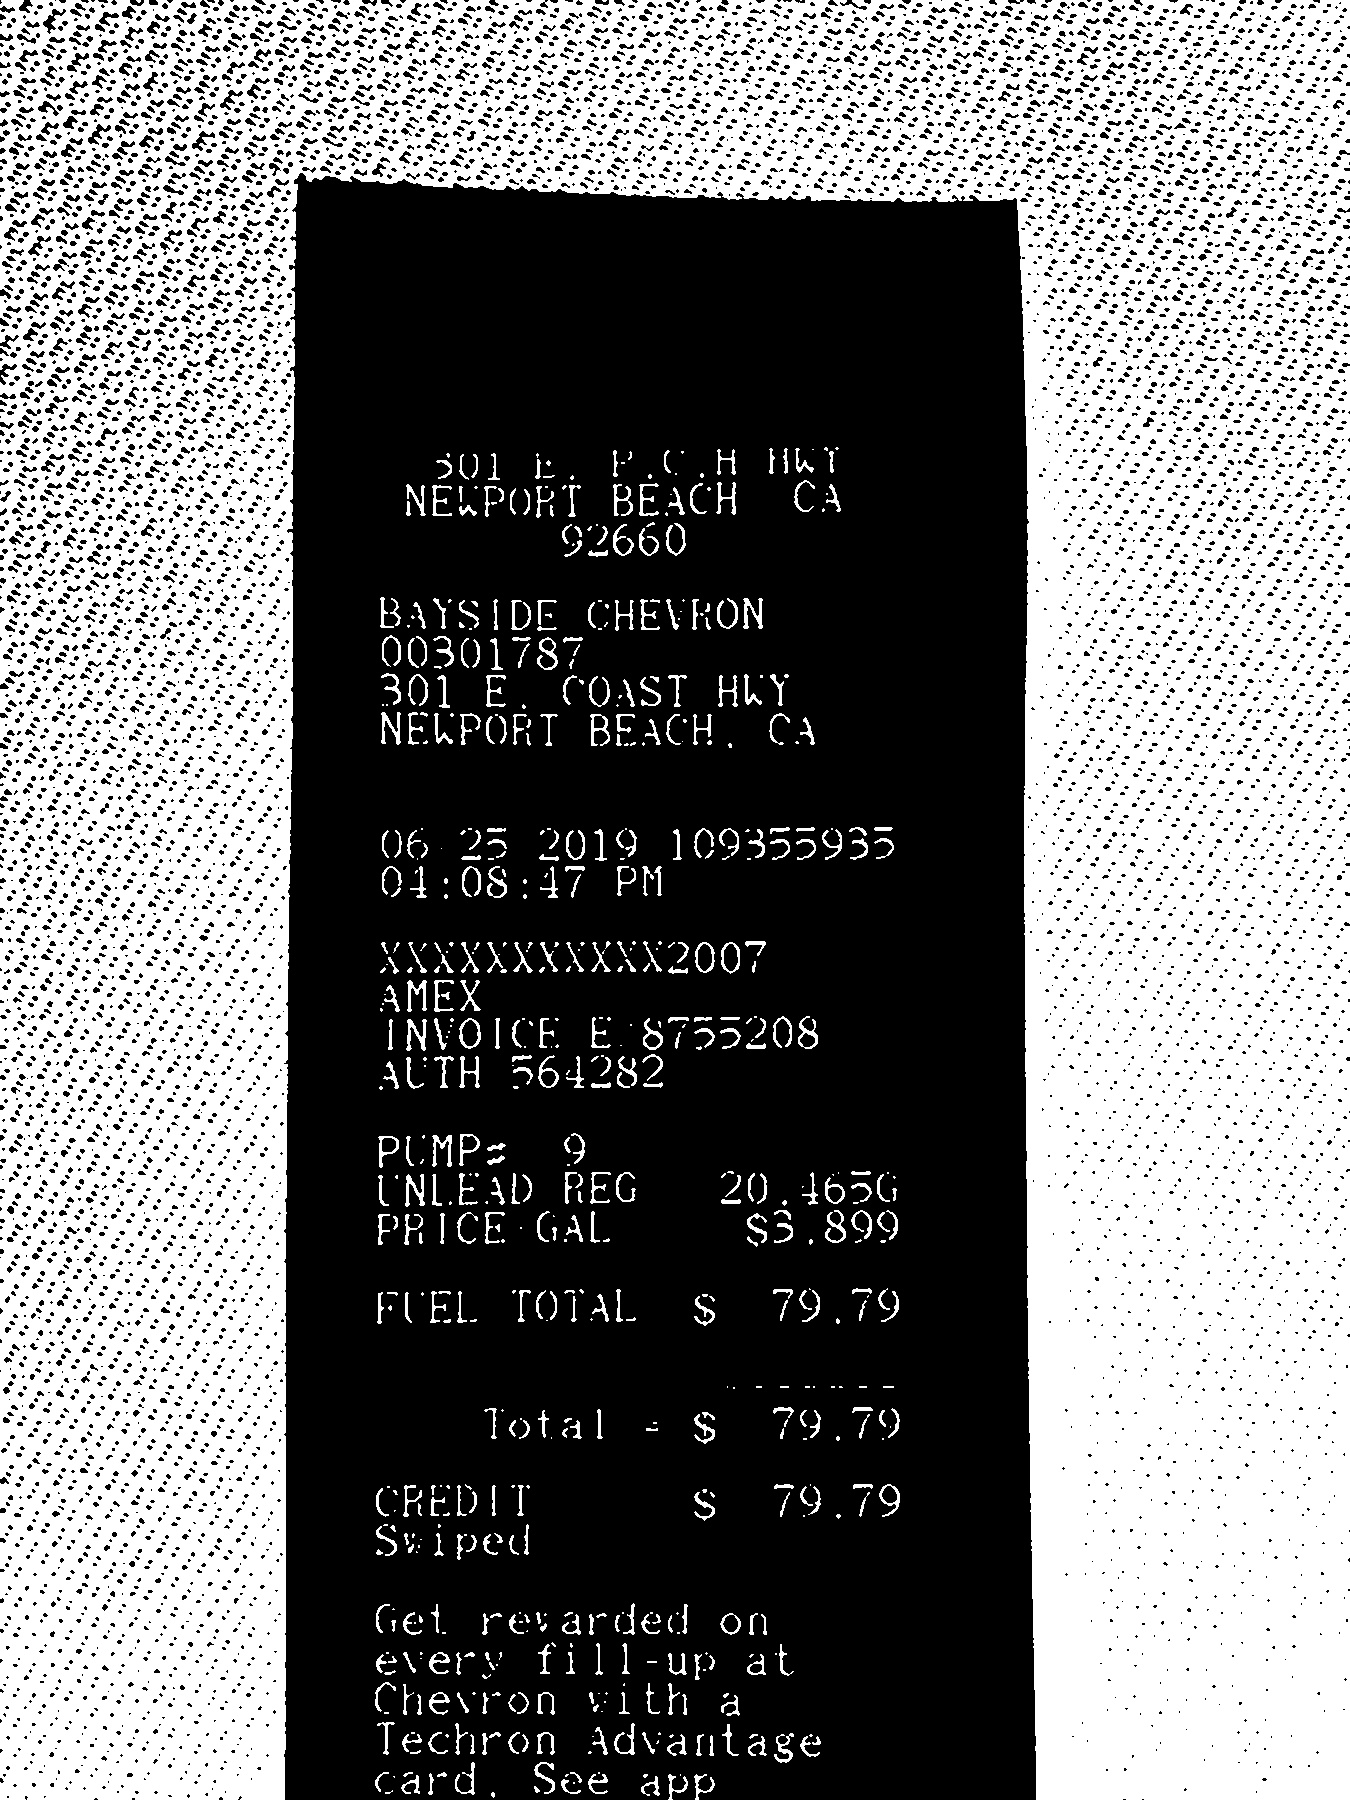 301 E. P.C.H HWY
NEWPORT BEACH CA
92660
BAYSIDE CHEVRON
00301787
301 E. COAST HWY
NEWPORT BEACH, CA
06/25/2019 109355935
04:08:47 PM
XXXXXXXXXXX2007
AMEX
INVOICE E/8755208
AUTH 564282
PUMP# 9
UNLEAD REG 20.465G
PRICE/GAL $3.899
FUEL TOTAL $ 79.79
-------
Total = $ 79.79
CREDIT $ 79.79
Swiped
Get rewarded on
every fill-up at
Chevron with a
Techron Advantage
card. See app